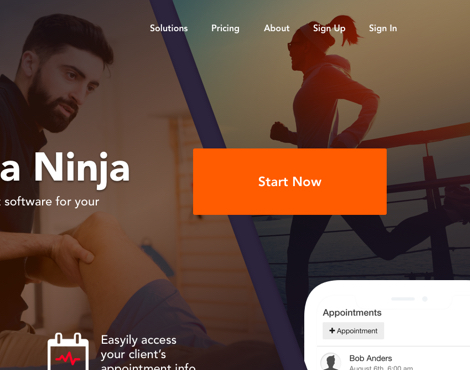 Solutions Pricing About Sign Up Sign In
a Ninja
software for your
Start Now
Easyily access
your client's
appointment info
Appointments
+ Appointment
Bob Anders
August 6th, 6:00 am